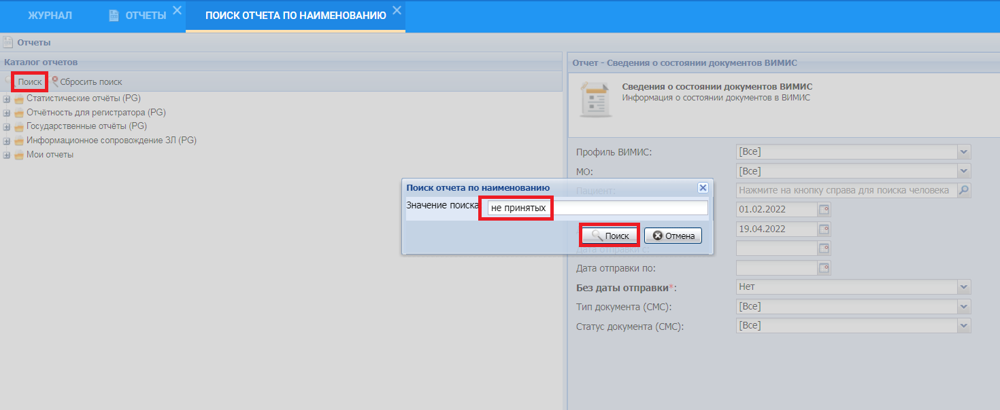 ЖУРНАЛ
ОТЧЕТЫ
ПОИСК ОТЧЕТА ПО НАИМЕНОВАНИЮ
Отчеты
Каталог отчетов
Поиск
Сбросить поиск
Статистические отчёты (PG)
Отчётность для регистратора (PG)
Государственные отчёты (PG)
Информационное сопровождение ЗЛ (PG)
Мои отчеты
Отчет - Сведения о состоянии документов ВИМИС
Сведения о состоянии документов ВИМИС
Информация о состоянии документов в ВИМИС
Профиль ВИМИС: [Все]
МО: [Все]
Пациент: Нажмите на кнопку справа для поиска человека
01.02.2022
19.04.2022
Дата отправки с:
Дата отправки по:
Без даты отправки*: Нет
Тип документа (СМС): [Все]
Статус документа (СМС): [Все]
Поиск отчета по наименованию
Значение поиска
не принятых
Поиск
Отмена